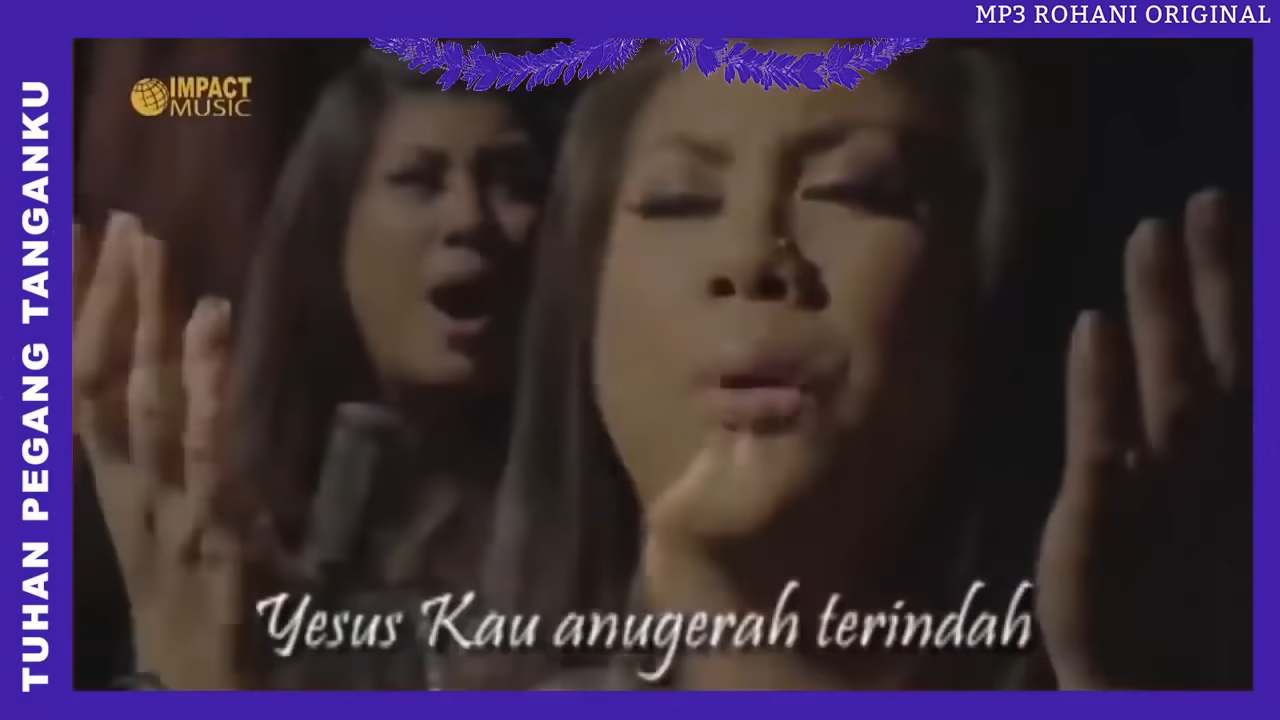 MP3 ROHANI ORIGINAL
IMPACT
MUSIC
TUHAN PEGANG TANGANKU
Yesus Kau anugerah terindah